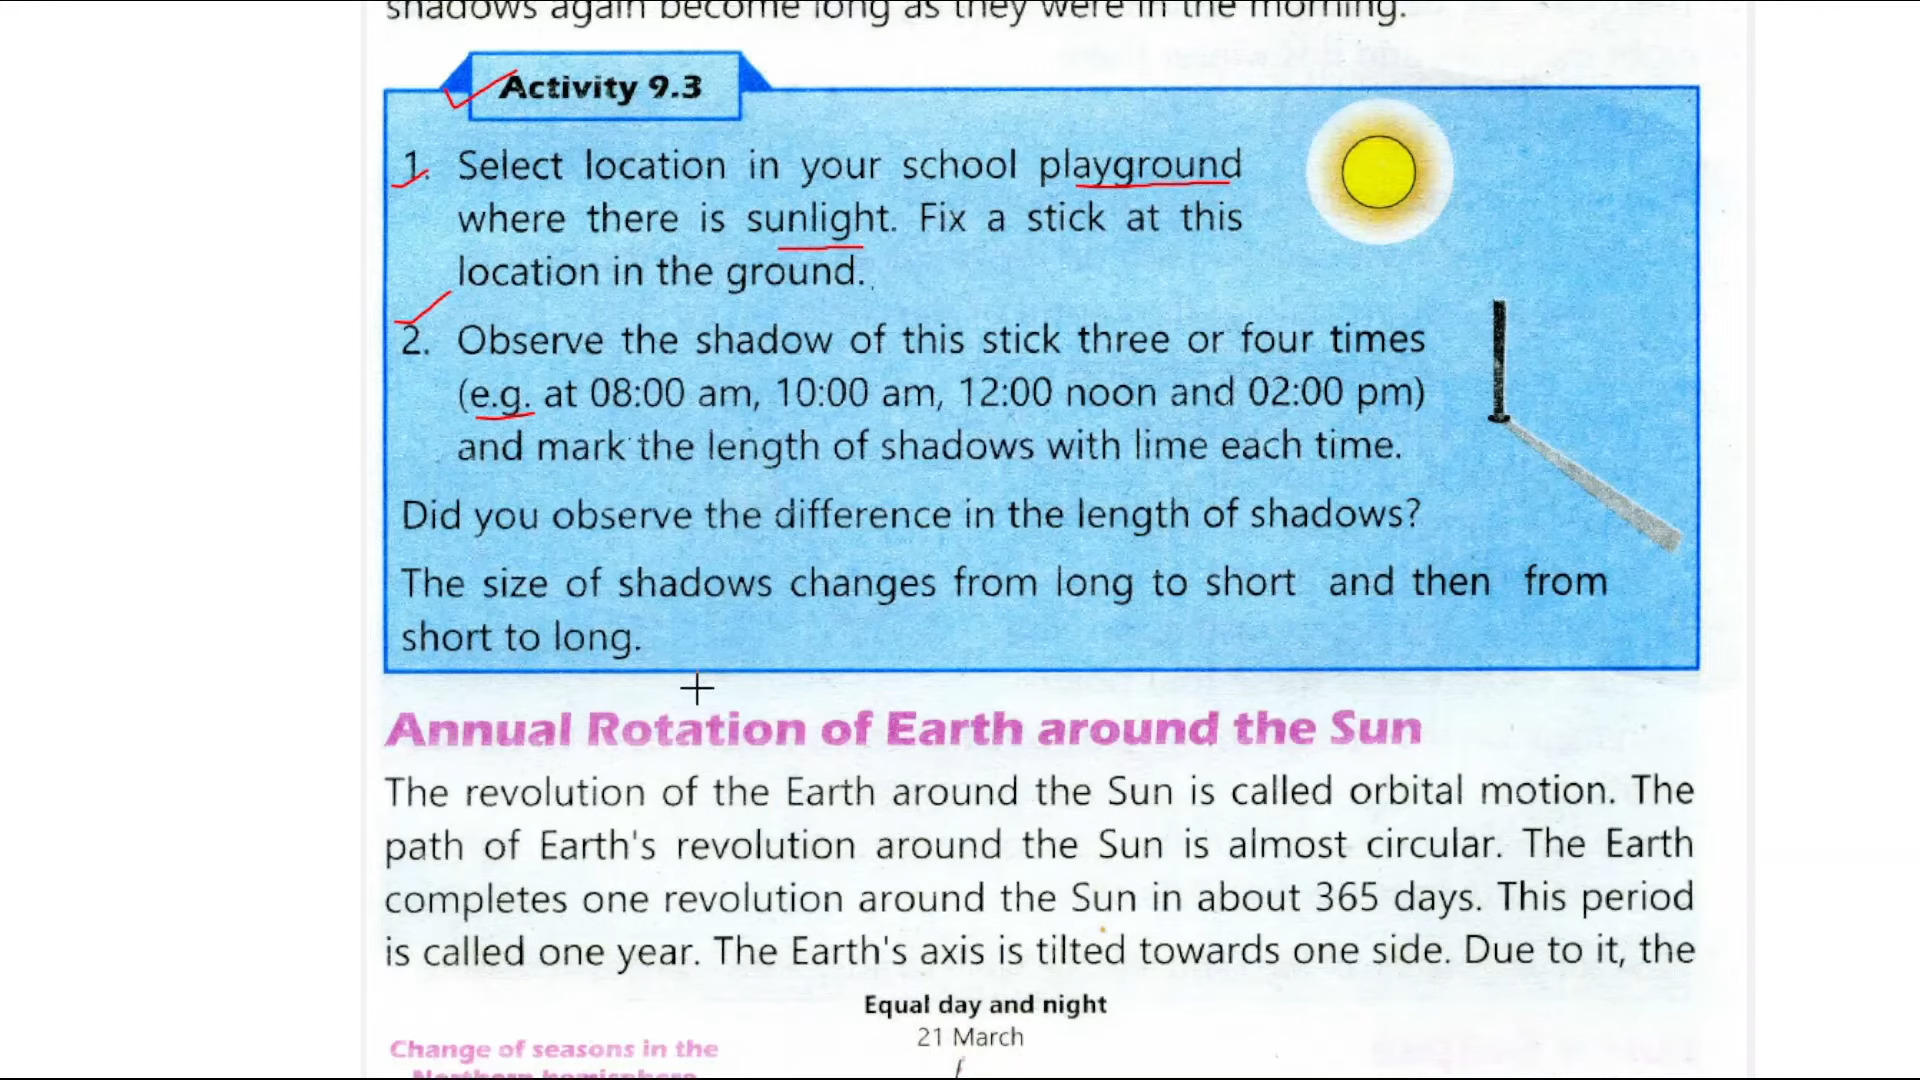 shadows again become long as they were in the morning.
Activity 9.3
1. Select location in your school playground
where there is sunlight. Fix a stick at this
location in the ground.
2. Observe the shadow of this stick three or four times
(e.g. at 08:00 am, 10:00 am, 12:00 noon and 02:00 pm)
and mark the length of shadows with lime each time.
Did you observe the difference in the length of shadows?
The size of shadows changes from long to short and then from
short to long.
Annual Rotation of Earth around the Sun
The revolution of the Earth around the Sun is called orbital motion. The
path of Earth's revolution around the Sun is almost circular. The Earth
completes one revolution around the Sun in about 365 days. This period
is called one year. The Earth's axis is tilted towards one side. Due to it, the
Equal day and night
21 March
Change of seasons in the
Northern hemisphere